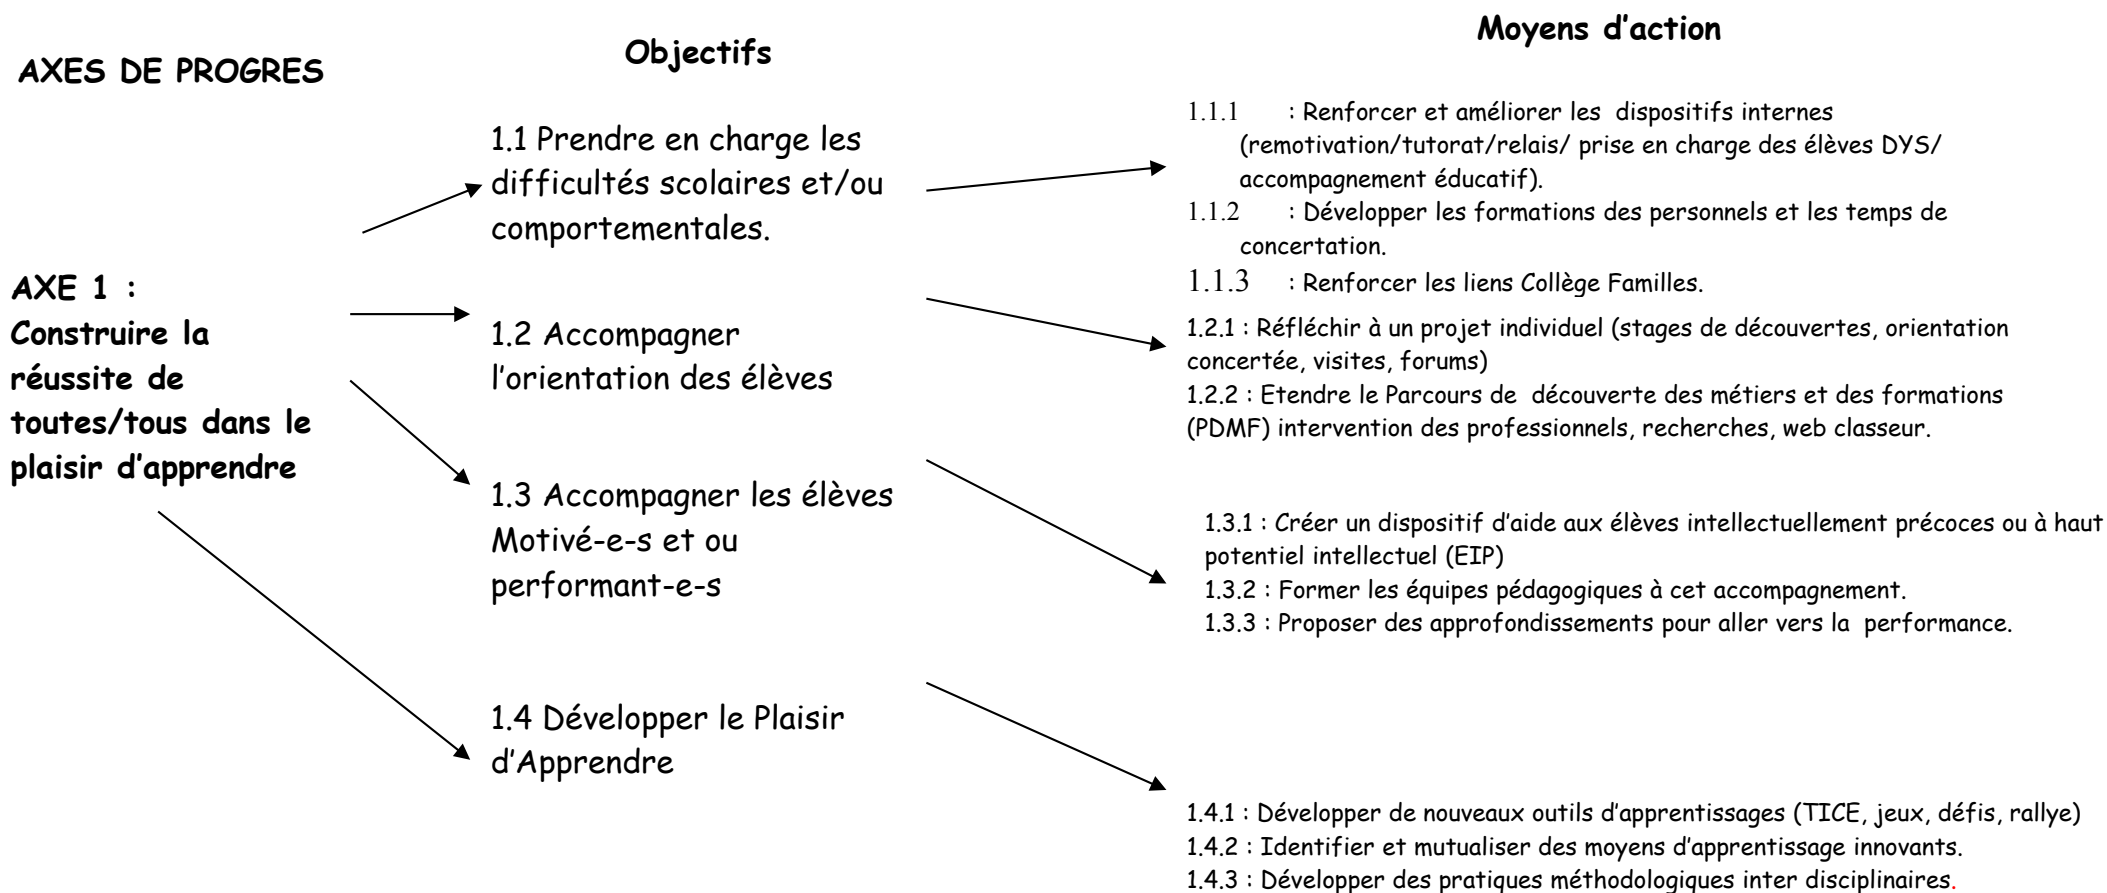 AXES DE PROGRES
Objectifs
Moyens d'action
AXE 1 :
Construire la
réussite de
toutes/tous dans le
plaisir d'apprendre
1.1 Prendre en charge les
difficultés scolaires et/ou
comportementales.
1.2 Accompagner
l'orientation des élèves
1.3 Accompagner les élèves
Motivé-e-s et ou
performant-e-s
1.4 Développer le Plaisir
d'Apprendre
1.1.1 : Renforcer et améliorer les dispositifs internes
(remotivation/tutorat/relais/ prise en charge des élèves DYS/
accompagnement éducatif).
1.1.2 : Développer les formations des personnels et les temps de
concertation.
1.1.3 : Renforcer les liens Collège Familles.
1.2.1 : Réfléchir à un projet individuel (stages de découvertes, orientation
concertée, visites, forums)
1.2.2 : Etendre le Parcours de découverte des métiers et des formations
(PDMF) intervention des professionnels, recherches, web classeur.
1.3.1 : Créer un dispositif d'aide aux élèves intellectuellement précoces ou à haut
potentiel intellectuel (EIP)
1.3.2 : Former les équipes pédagogiques à cet accompagnement.
1.3.3 : Proposer des approfondissements pour aller vers la performance.
1.4.1 : Développer de nouveaux outils d'apprentissages (TICE, jeux, défis, rallye)
1.4.2 : Identifier et mutualiser des moyens d'apprentissage innovants.
1.4.3 : Développer des pratiques méthodologiques inter disciplinaires.